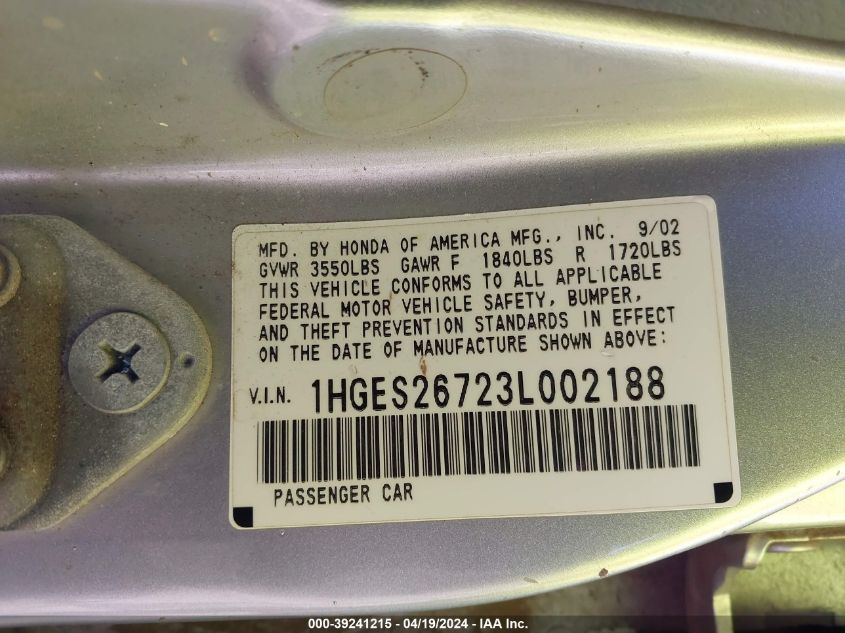 MFD. BY HONDA OF AMERICA MFG., INC. 9/02
GVWR 3550LBS GAWR F 1840LBS R 1720LBS
THIS VEHICLE CONFORMS TO ALL APPLICABLE
FEDERAL MOTOR VEHICLE SAFETY, BUMPER,
AND THEFT PREVENTION STANDARDS IN EFFECT
ON THE DATE OF MANUFACTURE SHOWN ABOVE:
V.I.N. 1HGES26723L002188
PASSENGER CAR
000-39241215 - 04/19/2024 - IAA Inc.